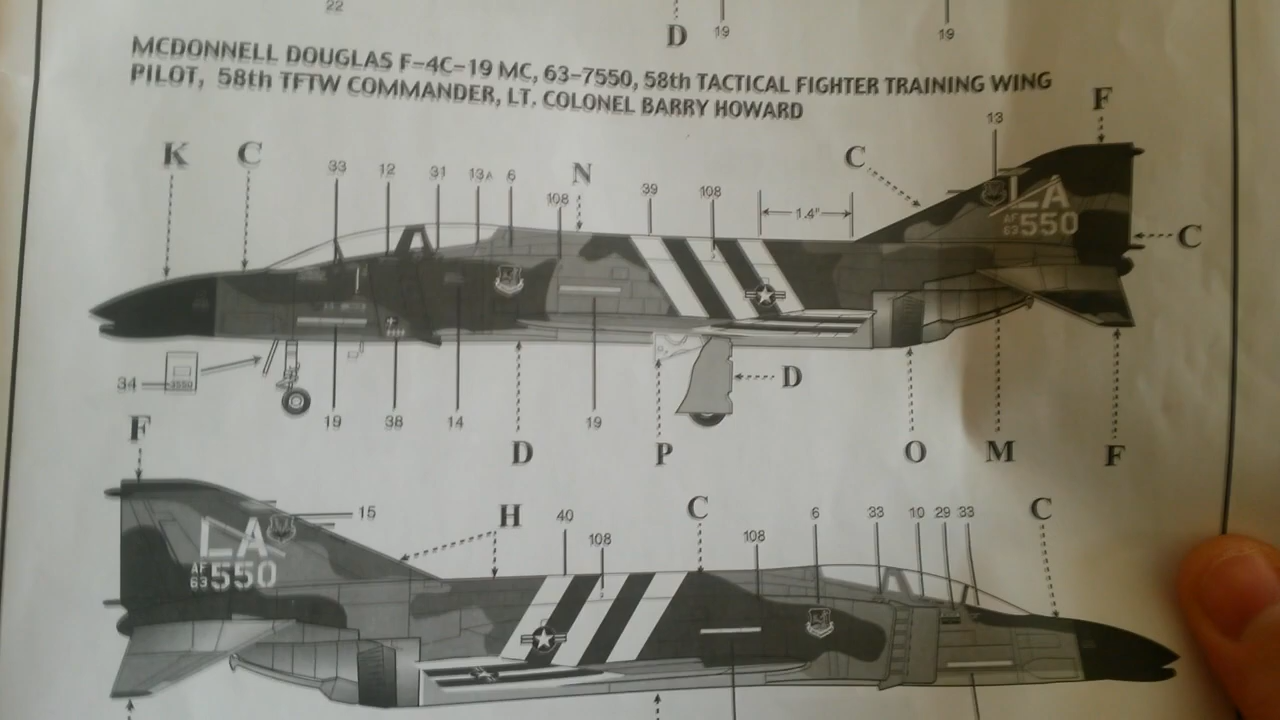 22
D 19 19
MCDONNELL DOUGLAS F-4C-19 MC, 63-7550, 58th TACTICAL FIGHTER TRAINING WING
PILOT, 58th TFTW COMMANDER, LT. COLONEL BARRY HOWARD
F
13
K C 33 12 31 13A 6 N C
108 39 108
1.4"
LA
AF
63 550
C
D
34 3550
19 38 14 19
F D P O M F
15 H 40 C 6 33 10 29 33 C
108 108
LA
AF
63 550